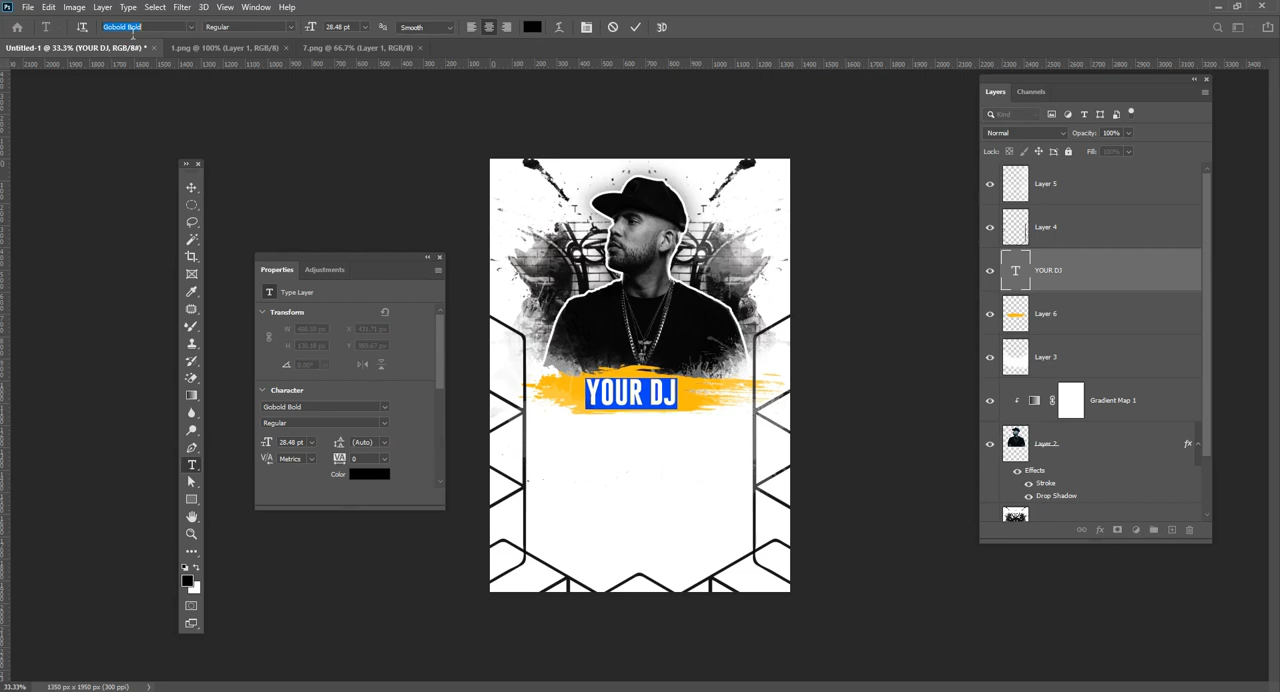 File Edit Image Layer Type Select Filter 3D View Window Help
Gobold Bold Regular 28.48 pt Smooth 3D
Untitled-1 @ 33.3% (YOUR DJ, RGB/8#) * 1.png @ 100% (Layer 1, RGB/8) 7.png @ 66.7% (Layer 1, RGB/8)
Layers Channels
Kind
Normal Opacity: 100%
Lock: Fill: 100%
Layer 5
Layer 4
YOUR DJ
Layer 6
Layer 3
Gradient Map 1
Layer 2
fx
Effects
Stroke
Drop Shadow
Properties Adjustments
Type Layer
Transform
Character
Gobold Bold
Regular
28.48 pt (Auto)
Metrics 0
Color
YOUR DJ
33.33% 1350 px x 1950 px (300 ppi)